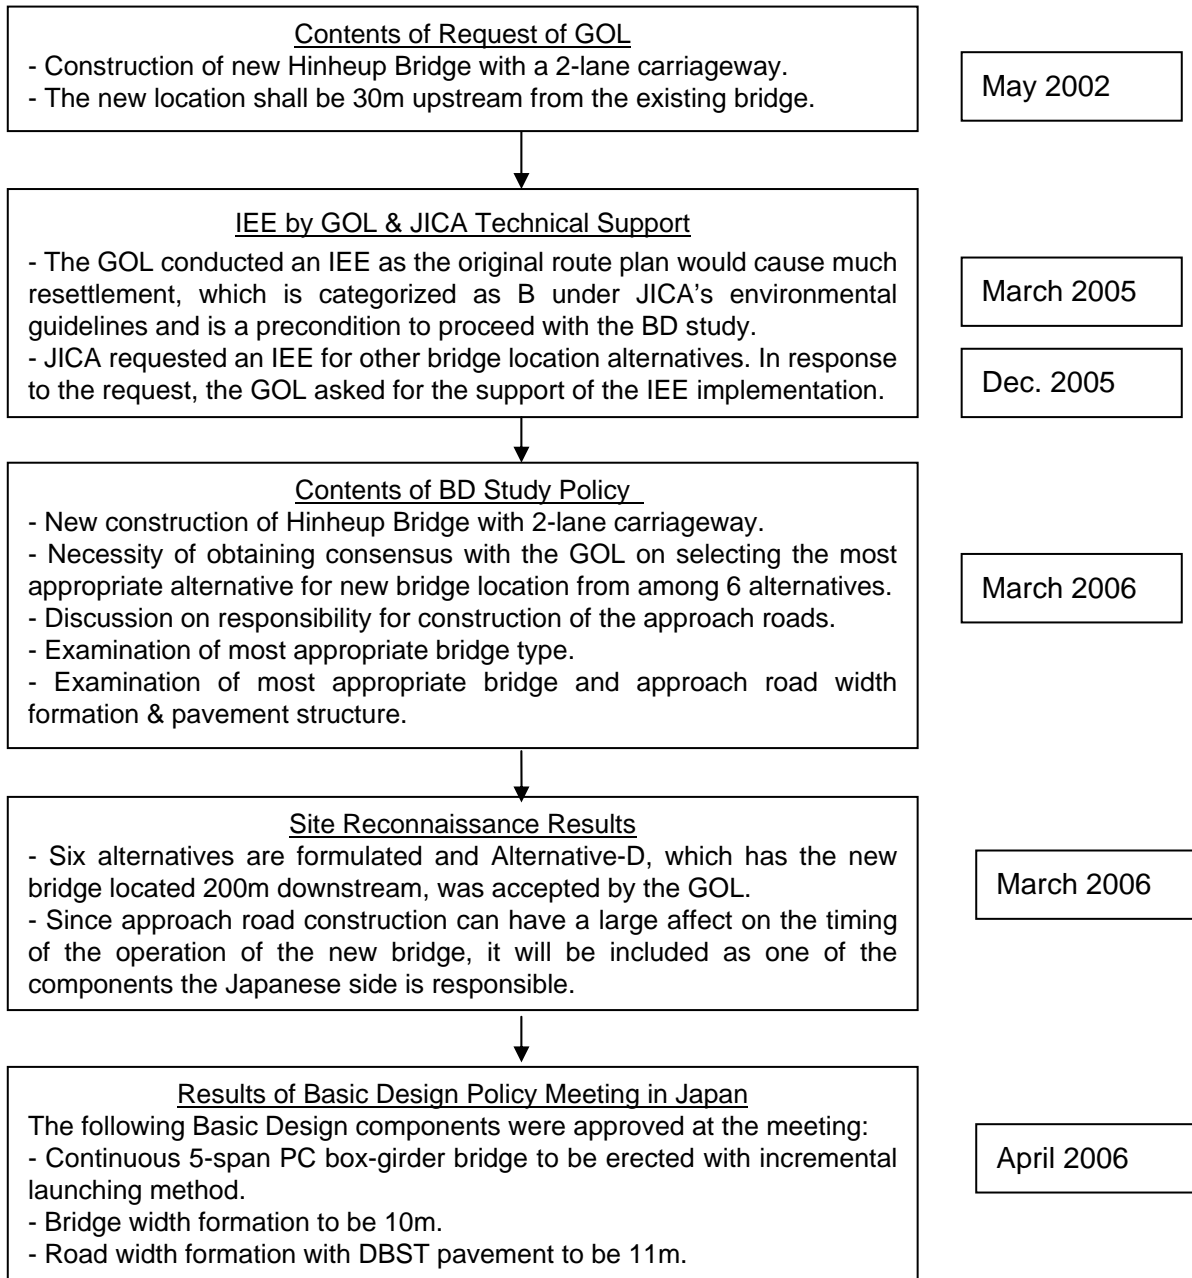 Contents of Request of GOL
- Construction of new Hinheup Bridge with a 2-lane carriageway.
- The new location shall be 30m upstream from the existing bridge.
May 2002
IEE by GOL & JICA Technical Support
- The GOL conducted an IEE as the original route plan would cause much
resettlement, which is categorized as B under JICA's environmental
guidelines and is a precondition to proceed with the BD study.
- JICA requested an IEE for other bridge location alternatives. In response
to the request, the GOL asked for the support of the IEE implementation.
March 2005
Dec. 2005
Contents of BD Study Policy
- New construction of Hinheup Bridge with 2-lane carriageway.
- Necessity of obtaining consensus with the GOL on selecting the most
appropriate alternative for new bridge location from among 6 alternatives.
- Discussion on responsibility for construction of the approach roads.
- Examination of most appropriate bridge type.
- Examination of most appropriate bridge and approach road width
formation & pavement structure.
March 2006
Site Reconnaissance Results
- Six alternatives are formulated and Alternative-D, which has the new
bridge located 200m downstream, was accepted by the GOL.
- Since approach road construction can have a large affect on the timing
of the operation of the new bridge, it will be included as one of the
components the Japanese side is responsible.
March 2006
Results of Basic Design Policy Meeting in Japan
The following Basic Design components were approved at the meeting:
- Continuous 5-span PC box-girder bridge to be erected with incremental
launching method.
- Bridge width formation to be 10m.
- Road width formation with DBST pavement to be 11m.
April 2006